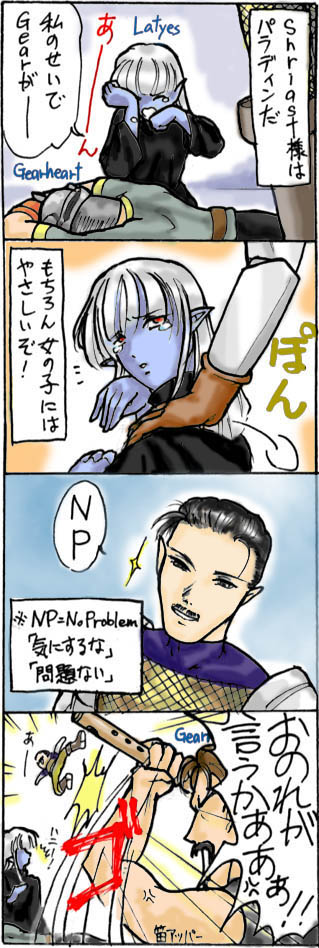 Shriast様は
パラディンだ
Latyes
あーーーん
私のせいで
Gearがー
Gearheart
ぽん
もちろん女の子には
やさしいぞ！
NP
※NP=No Problem
「気にするな」
「問題ない」
Gear
おのれが
言うかあああぁ!!
あー
ゴ
笛アッパー